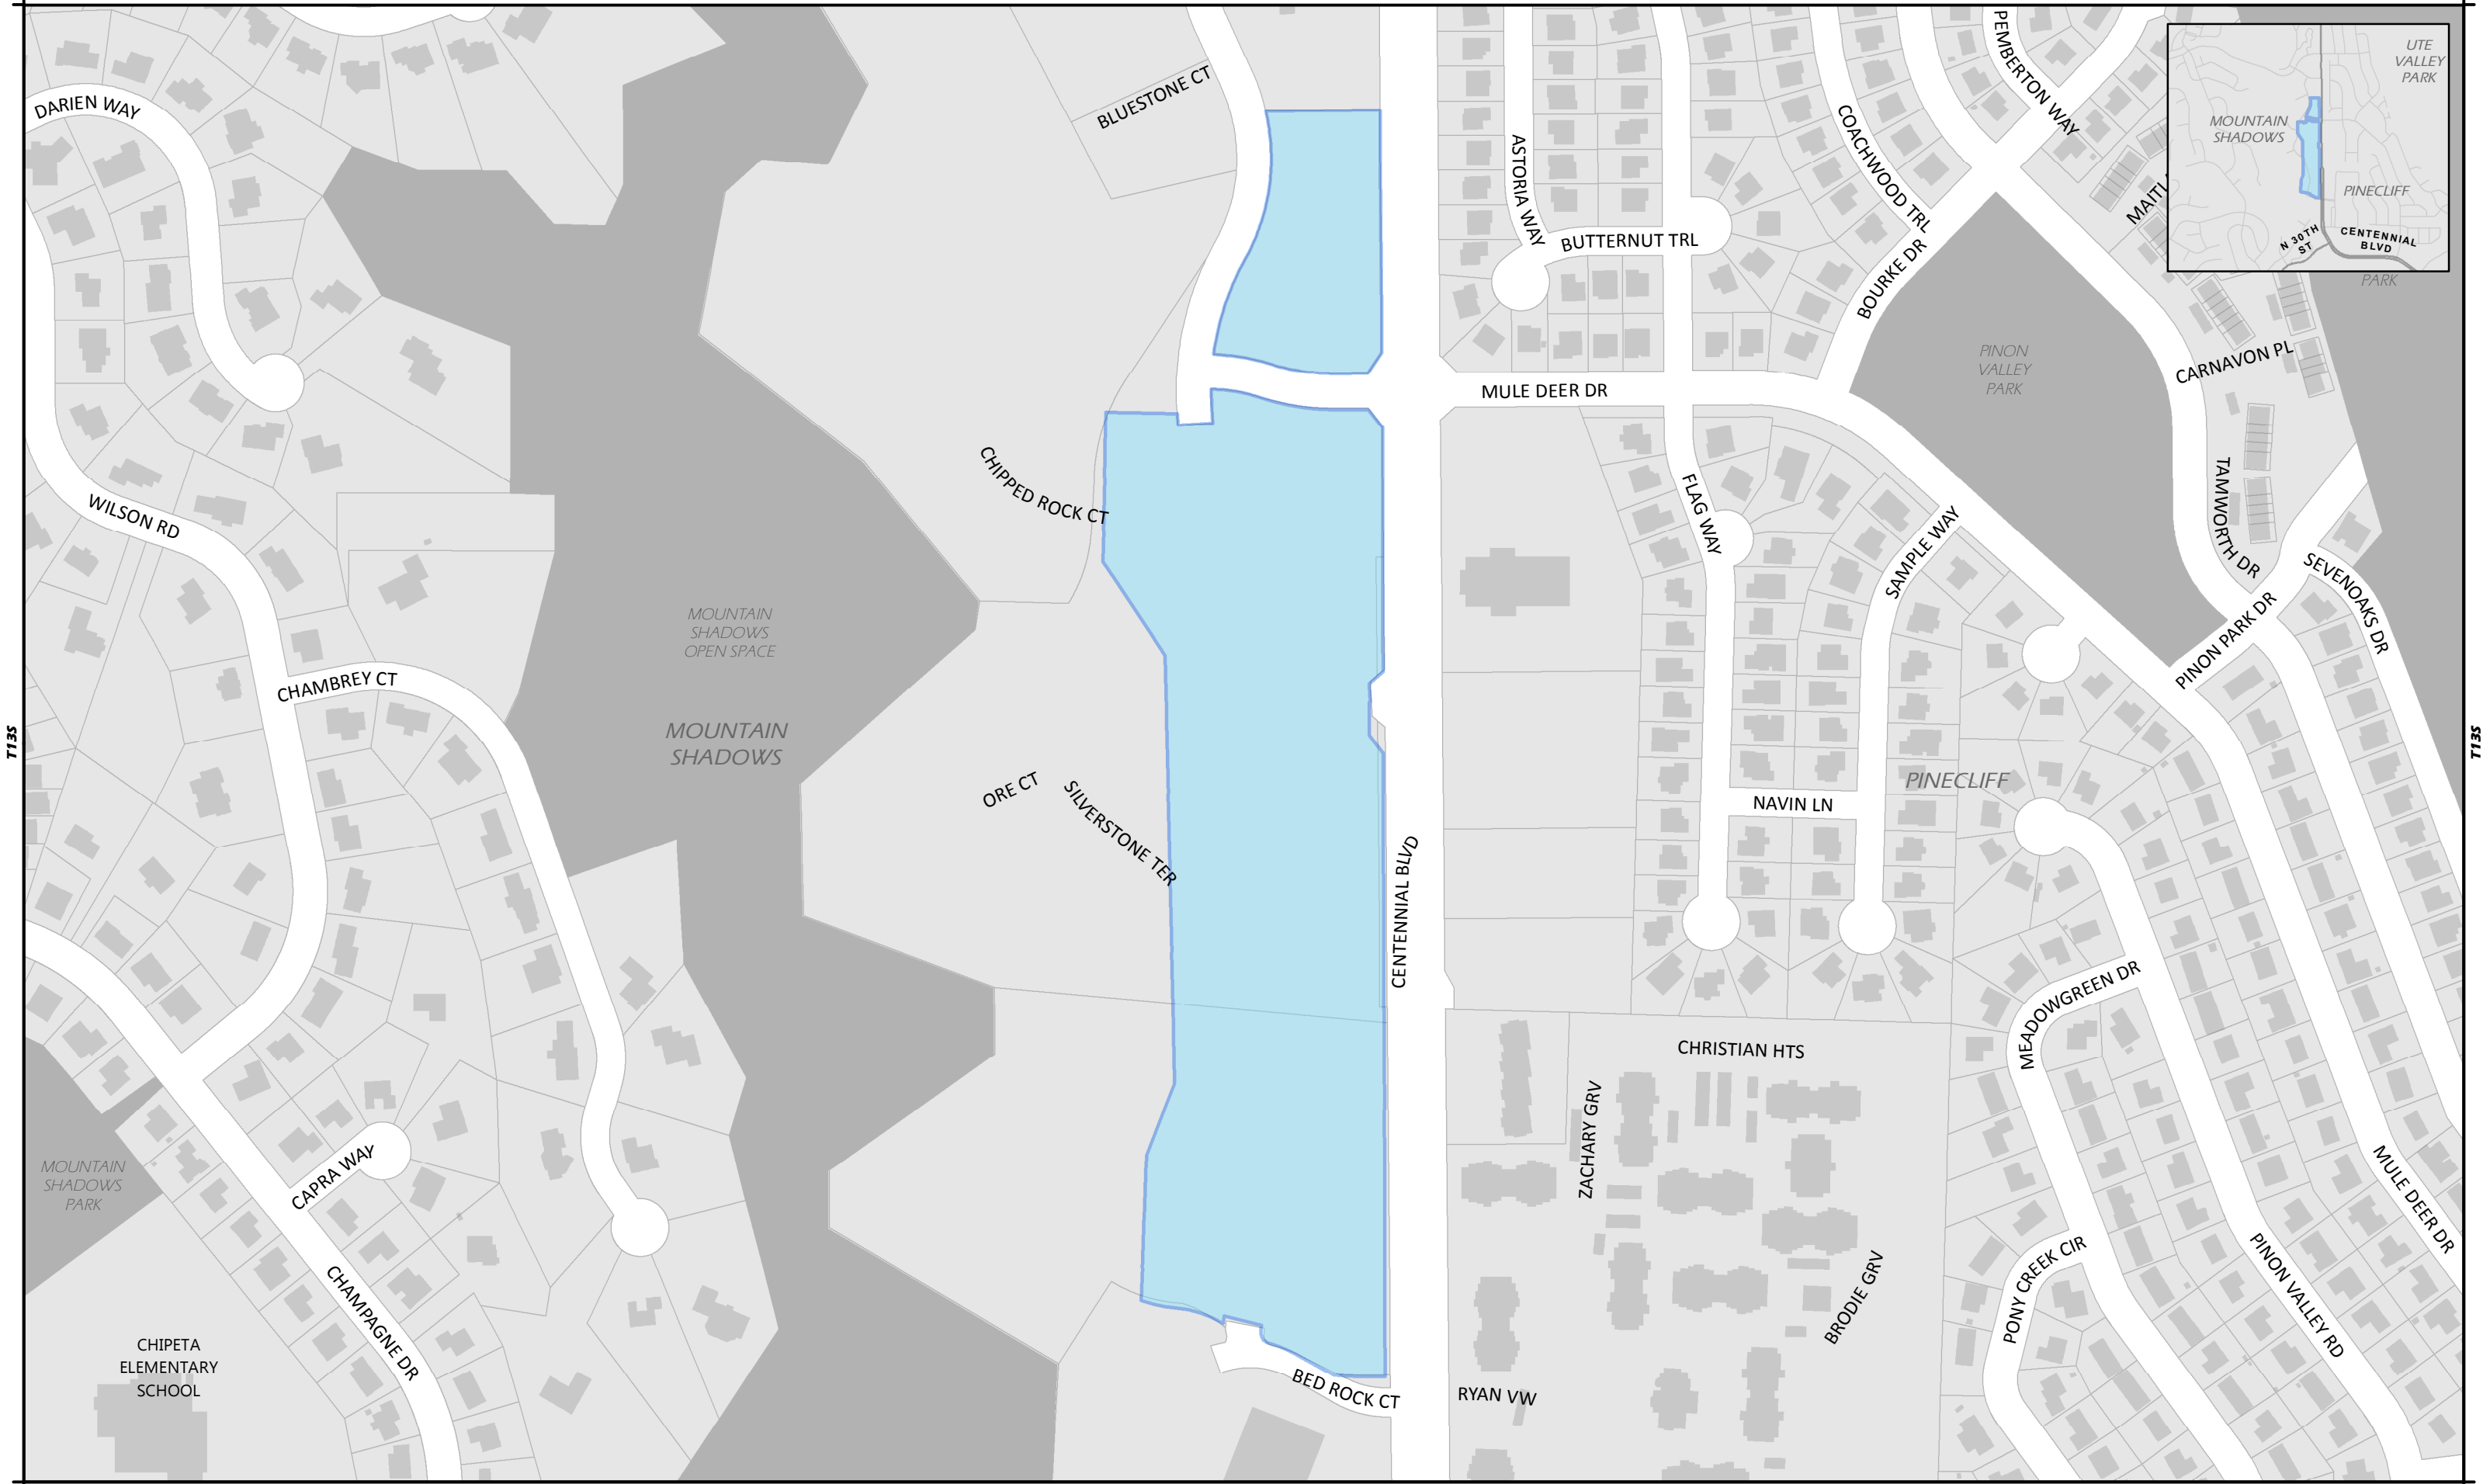 PEMBERTON WAY
UTE
VALLEY
PARK
DARIEN WAY
BLUESTONE CT
ASTORIA WAY
COACHWOOD TRL
MOUNTAIN
SHADOWS
PINECLIFF
N 30TH
ST
CENTENNIAL
BLVD
PARK
BUTTERNUT TRL
BOURKE DR
PINON
VALLEY
PARK
CARNAVON PL
MULE DEER DR
CHIPPED ROCK CT
WILSON RD
FLAG WAY
SAMPLE WAY
TAMWORTH DR
SEVENOAKS DR
PINON PARK DR
MOUNTAIN
SHADOWS
OPEN SPACE
CHAMBREY CT
MOUNTAIN
SHADOWS
T13S
T13S
ORE CT
SILVERSTONE TER
PINECLIFF
NAVIN LN
CENTENNIAL BLVD
MEADOWGREEN DR
CHRISTIAN HTS
ZACHARY GRV
MOUNTAIN
SHADOWS
PARK
CAPRA WAY
MULE DEER DR
PONY CREEK CIR
PINON VALLEY RD
BRODIE GRV
CHAMPAGNE DR
CHIPETA
ELEMENTARY
SCHOOL
BED ROCK CT
RYAN VW